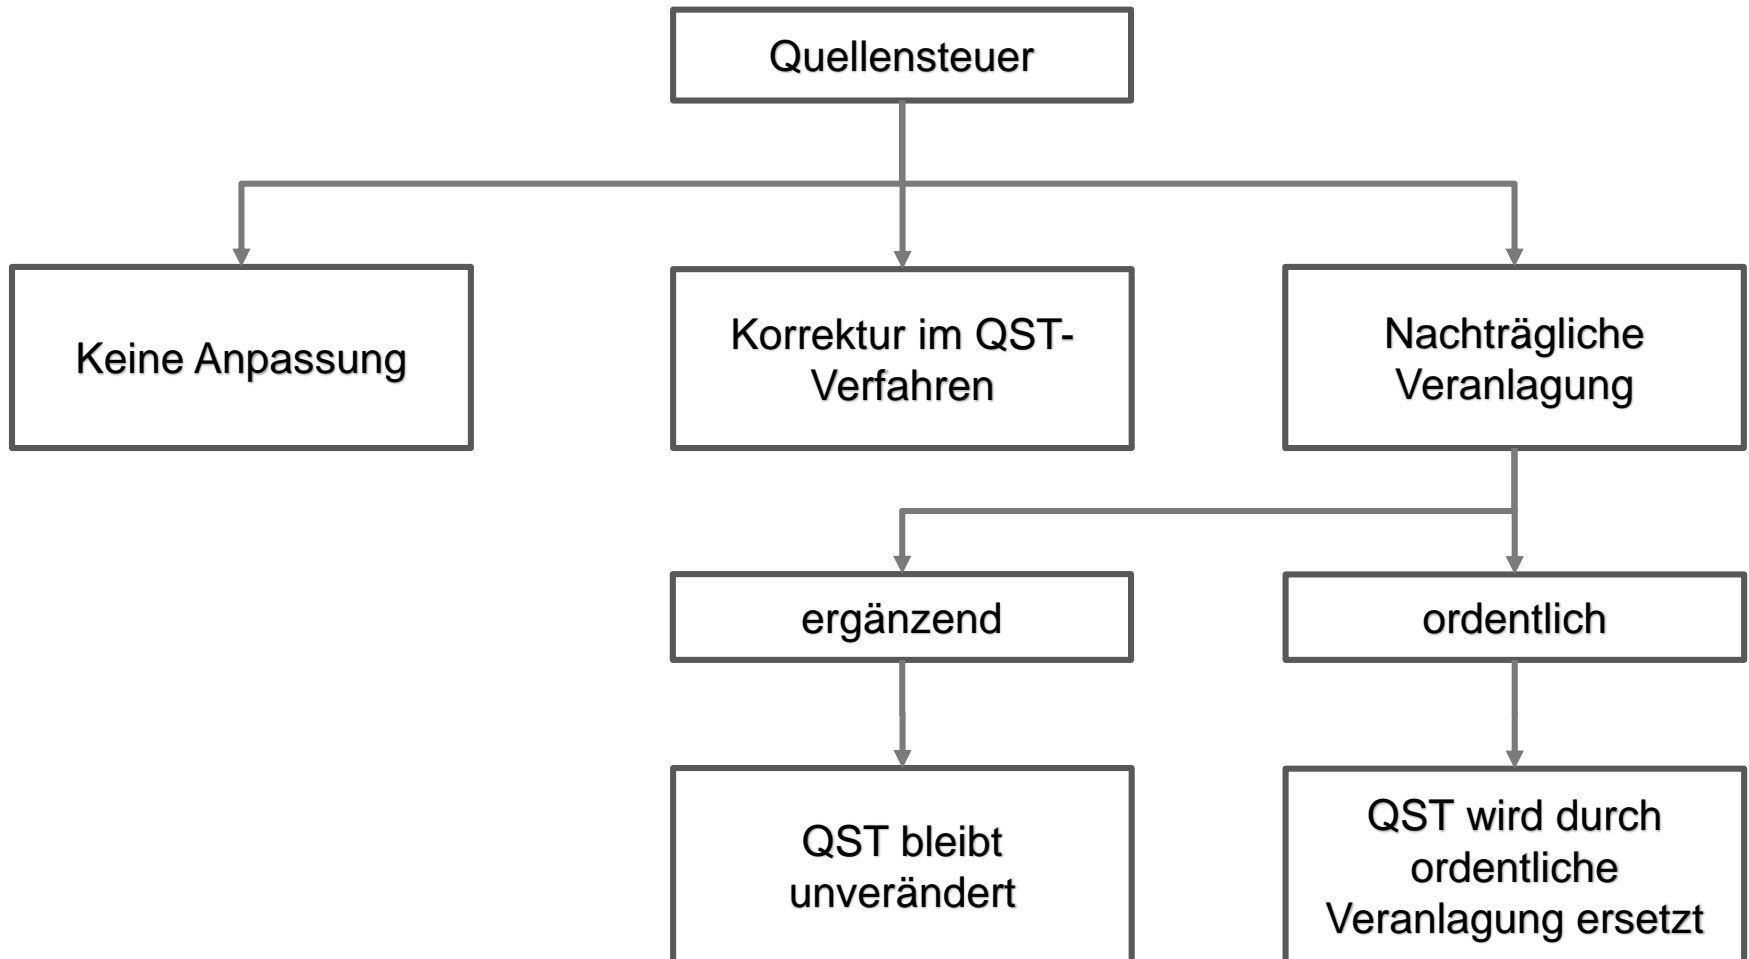 Quellensteuer
Keine Anpassung
Korrektur im QST-
Verfahren
Nachträgliche
Veranlagung
ergänzend
ordentlich
QST bleibt
unverändert
QST wird durch
ordentliche
Veranlagung ersetzt